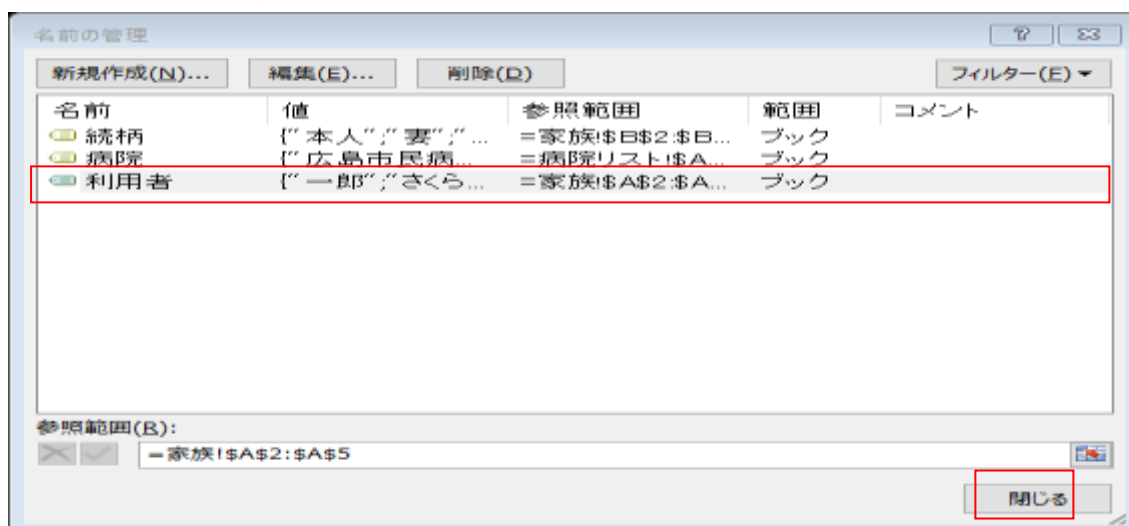 名前の管理
新規作成(N)... 編集(E)... 削除(D) フィルター(F)
名前 値 参照範囲 範囲 コメント
続柄 {"本人";"妻";"... =家族!$B$2:$B... ブック
病院 {"広島市民病... =病院リスト!$A... ブック
利用者 {"一郎";"さくら... =家族!$A$2:$A... ブック
参照範囲(R):
=家族!$A$2:$A$5
閉じる